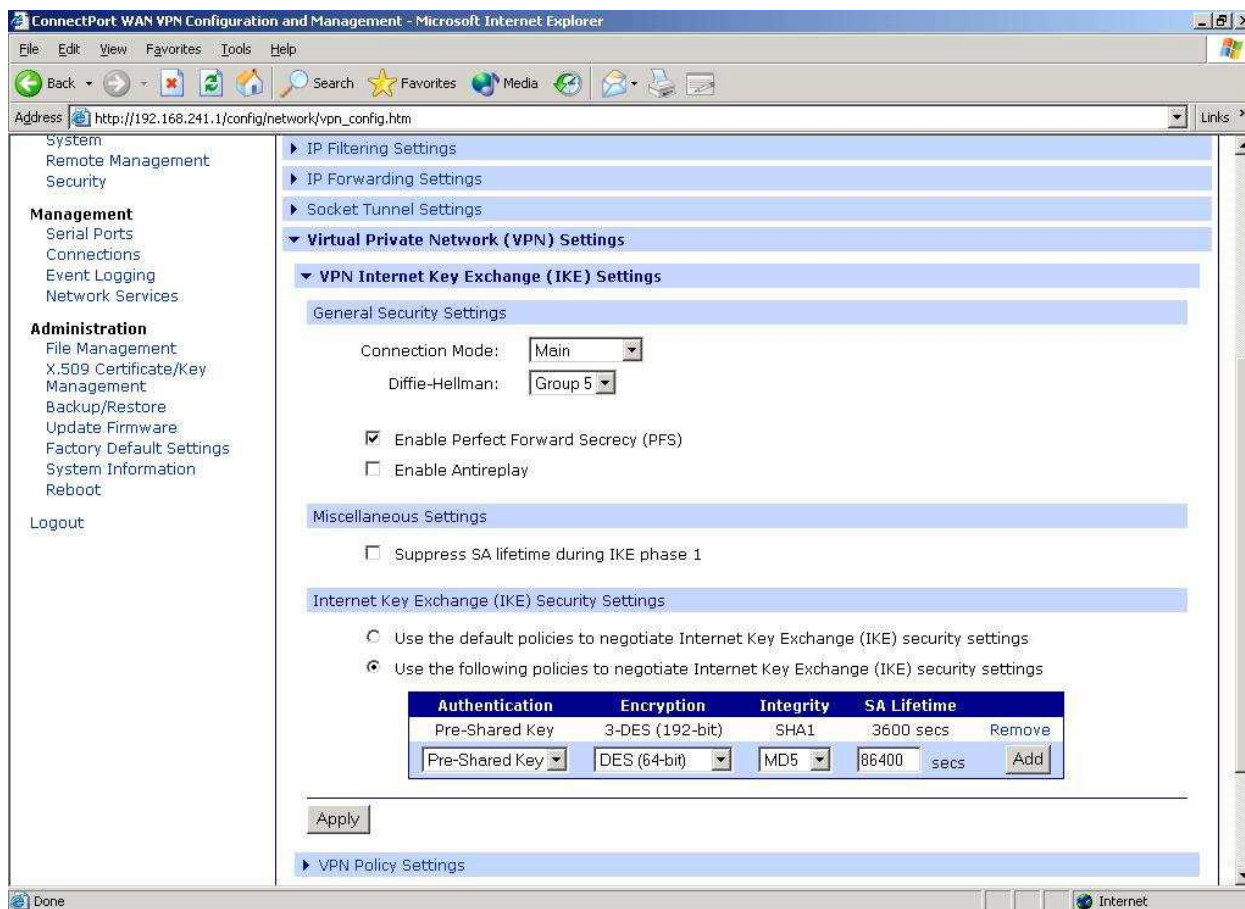 ConnectPort WAN VPN Configuration and Management - Microsoft Internet Explorer
File Edit View Favorites Tools Help
Back Search Favorites Media
Address http://192.168.241.1/config/network/vpn_config.htm Links
System
Remote Management
Security
Management
Serial Ports
Connections
Event Logging
Network Services
Administration
File Management
X.509 Certificate/Key
Management
Backup/Restore
Update Firmware
Factory Default Settings
System Information
Reboot
Logout
IP Filtering Settings
IP Forwarding Settings
Socket Tunnel Settings
Virtual Private Network (VPN) Settings
VPN Internet Key Exchange (IKE) Settings
General Security Settings
Connection Mode: Main
Diffie-Hellman: Group 5
Enable Perfect Forward Secrecy (PFS)
Enable Antireplay
Miscellaneous Settings
Suppress SA lifetime during IKE phase 1
Internet Key Exchange (IKE) Security Settings
Use the default policies to negotiate Internet Key Exchange (IKE) security settings
Use the following policies to negotiate Internet Key Exchange (IKE) security settings
Authentication Encryption Integrity SA Lifetime
Pre-Shared Key 3-DES (192-bit) SHA1 3600 secs Remove
Pre-Shared Key DES (64-bit) MD5 86400 secs Add
Apply
VPN Policy Settings
Done Internet